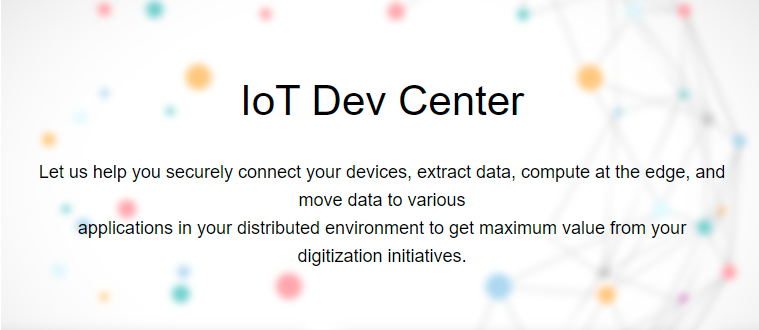 IoT Dev Center
Let us help you securely connect your devices, extract data, compute at the edge, and
move data to various
applications in your distributed environment to get maximum value from your
digitization initiatives.